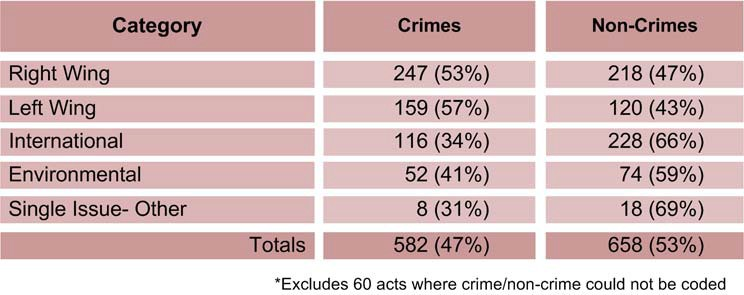 Category Crimes Non-Crimes
Right Wing 247 (53%) 218 (47%)
Left Wing 159 (57%) 120 (43%)
International 116 (34%) 228 (66%)
Environmental 52 (41%) 74 (59%)
Single Issue- Other 8 (31%) 18 (69%)
Totals 582 (47%) 658 (53%)
*Excludes 60 acts where crime/non-crime could not be coded